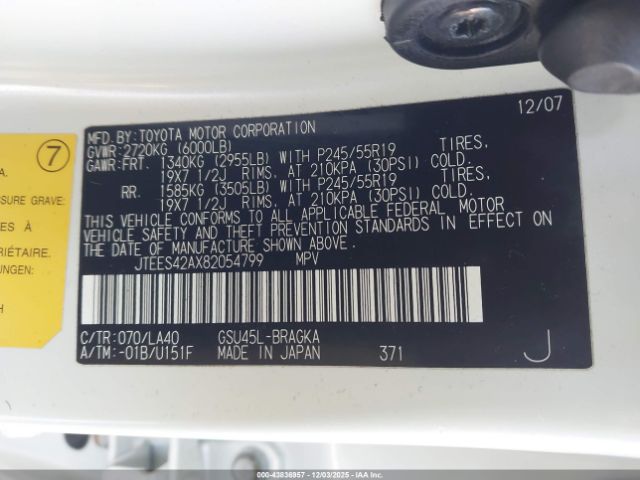 12/07
MFD.BY:TOYOTA MOTOR CORPORATION
GVWR:2720KG (6000LB)
GAWR:FRT. 1340KG (2955LB) WITH P245/55R19 TIRES,
19X7 1/2J RIMS. AT 210KPA (30PSI) COLD.
RR. 1585KG (3505LB) WITH P245/55R19 TIRES,
19X7 1/2J RIMS. AT 210KPA (30PSI) COLD.
THIS VEHICLE CONFORMS TO ALL APPLICABLE FEDERAL MOTOR
VEHICLE SAFETY AND THEFT PREVENTION STANDARDS IN EFFECT ON
THE DATE OF MANUFACTURE SHOWN ABOVE.
JTEES42AX82054799 MPV
C/TR:070/LA40 GSU45L-BRAGKA
A/TM:-01B/U151F MADE IN JAPAN 371 J
7
A.
SURE GRAVE:
ES À
RIÉTAIRE.
UNGEN:
H
000-43836957 - 12/03/2025 - IAAI.COM